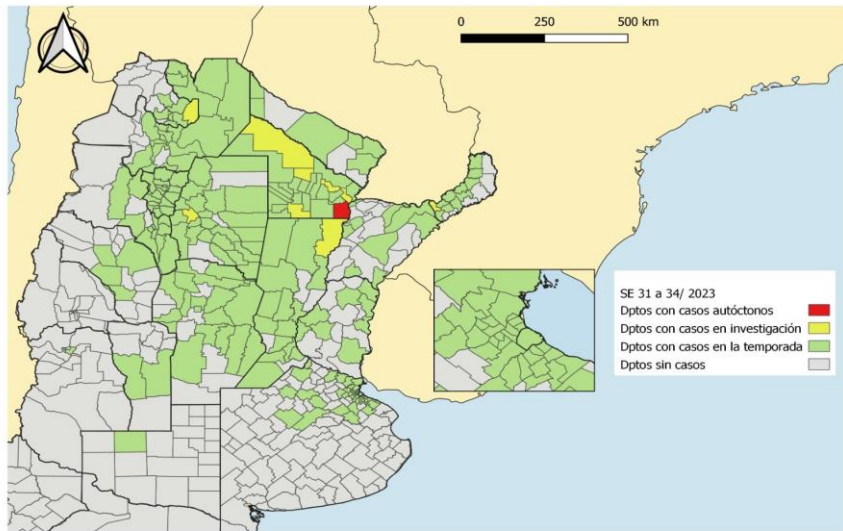 0 250 500 km
SE 31 a 34/ 2023
Dptos con casos autóctonos
Dptos con casos en investigación
Dptos con casos en la temporada
Dptos sin casos